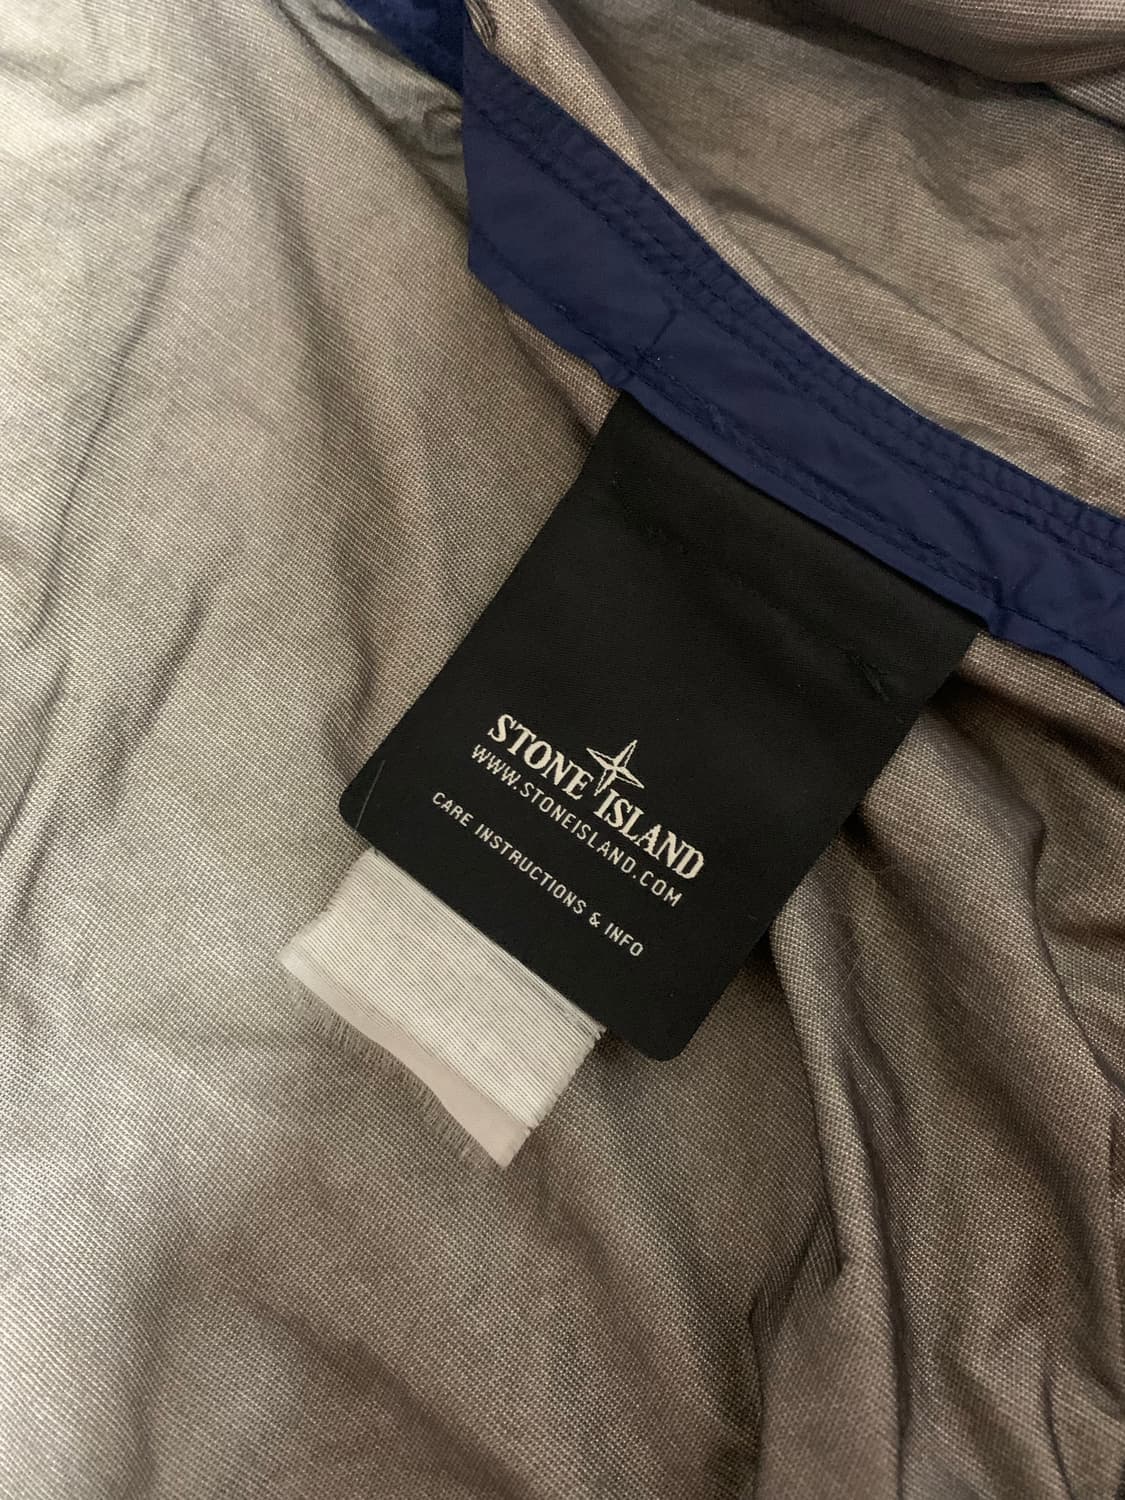 STONE ISLAND
WWW.STONEISLAND.COM
CARE INSTRUCTIONS & INFO